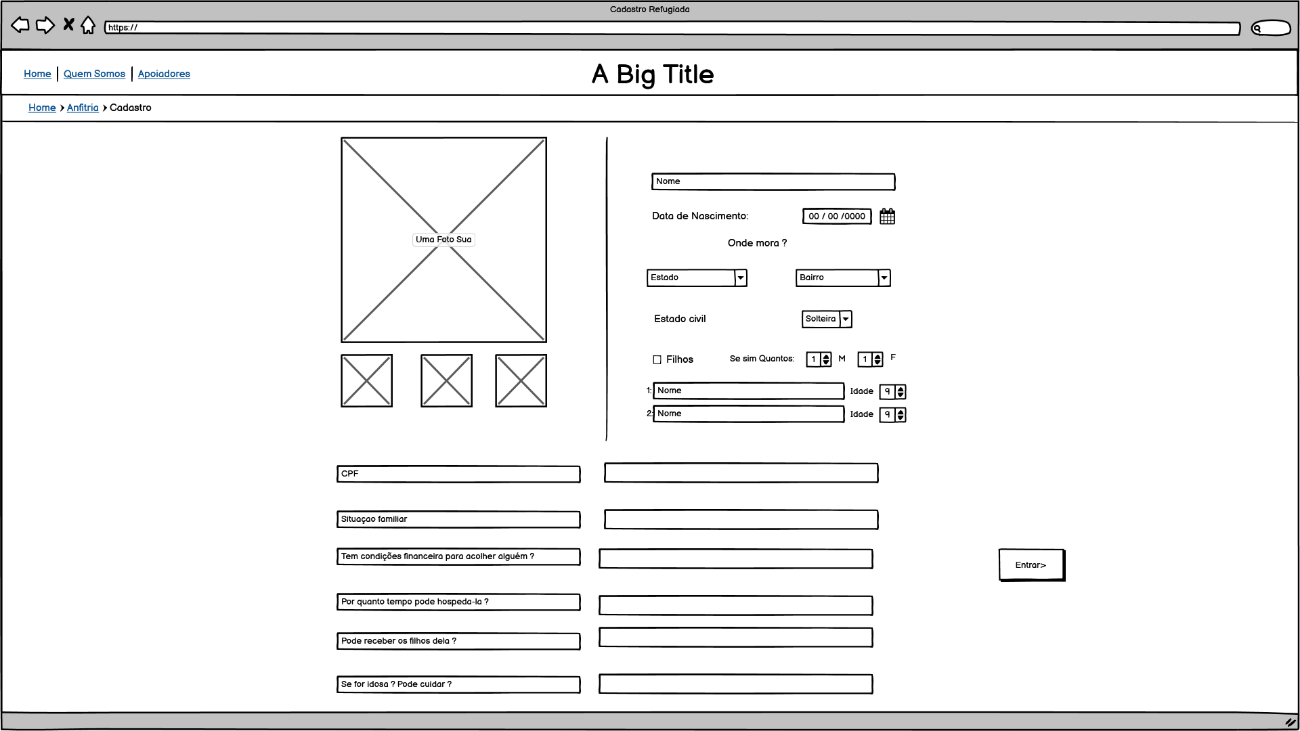 Cadastro Refugiada
https://
Home | Quem Somos | Apoiadores
A Big Title
Home > Anfitria > Cadastro
Uma Foto Sua
Nome
Data de Nascimento: 00 / 00 /0000
Onde mora ?
Estado Bairro
Estado civil Solteira
Filhos Se sim Quantos: 1 M 1 F
1: Nome Idade 9
2: Nome Idade 9
CPF
Situaçao familiar
Tem condições financeira para acolher alguém ?
Entrar>
Por quanto tempo pode hospeda-la ?
Pode receber os filhos dela ?
Se for idosa ? Pode cuidar ?